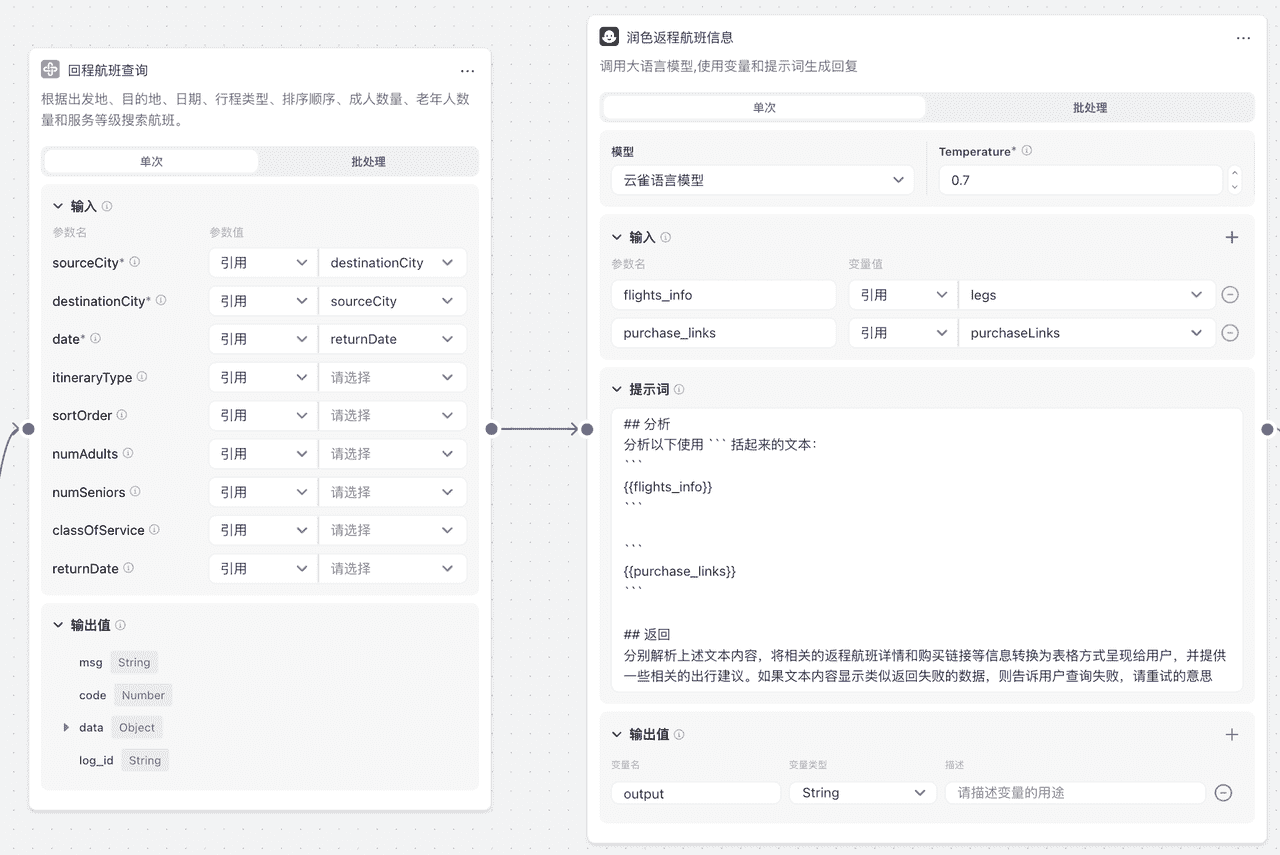 回程航班查询
根据出发地、目的地、日期、行程类型、排序顺序、成人数量、老年人数
量和服务等级搜索航班。
单次 批处理
输入
参数名 参数值
sourceCity* 引用 destinationCity
destinationCity* 引用 sourceCity
date* 引用 returnDate
itineraryType 引用 请选择
sortOrder 引用 请选择
numAdults 引用 请选择
numSeniors 引用 请选择
classOfService 引用 请选择
returnDate 引用 请选择
输出值
msg String
code Number
data Object
log_id String
润色返程航班信息
调用大语言模型,使用变量和提示词生成回复
单次 批处理
模型 Temperature*
云雀语言模型 0.7
输入
参数名 变量值
flights_info 引用 legs
purchase_links 引用 purchaseLinks
提示词
## 分析
分析以下使用 ``` 括起来的文本：
```
{{flights_info}}
```
```
{{purchase_links}}
```
## 返回
分别解析上述文本内容，将相关的返程航班详情和购买链接等信息转换为表格方式呈现给用户，并提供
一些相关的出行建议。如果文本内容显示类似返回失败的数据，则告诉用户查询失败，请重试的意思
输出值
变量名 变量类型 描述
output String 请描述变量的用途